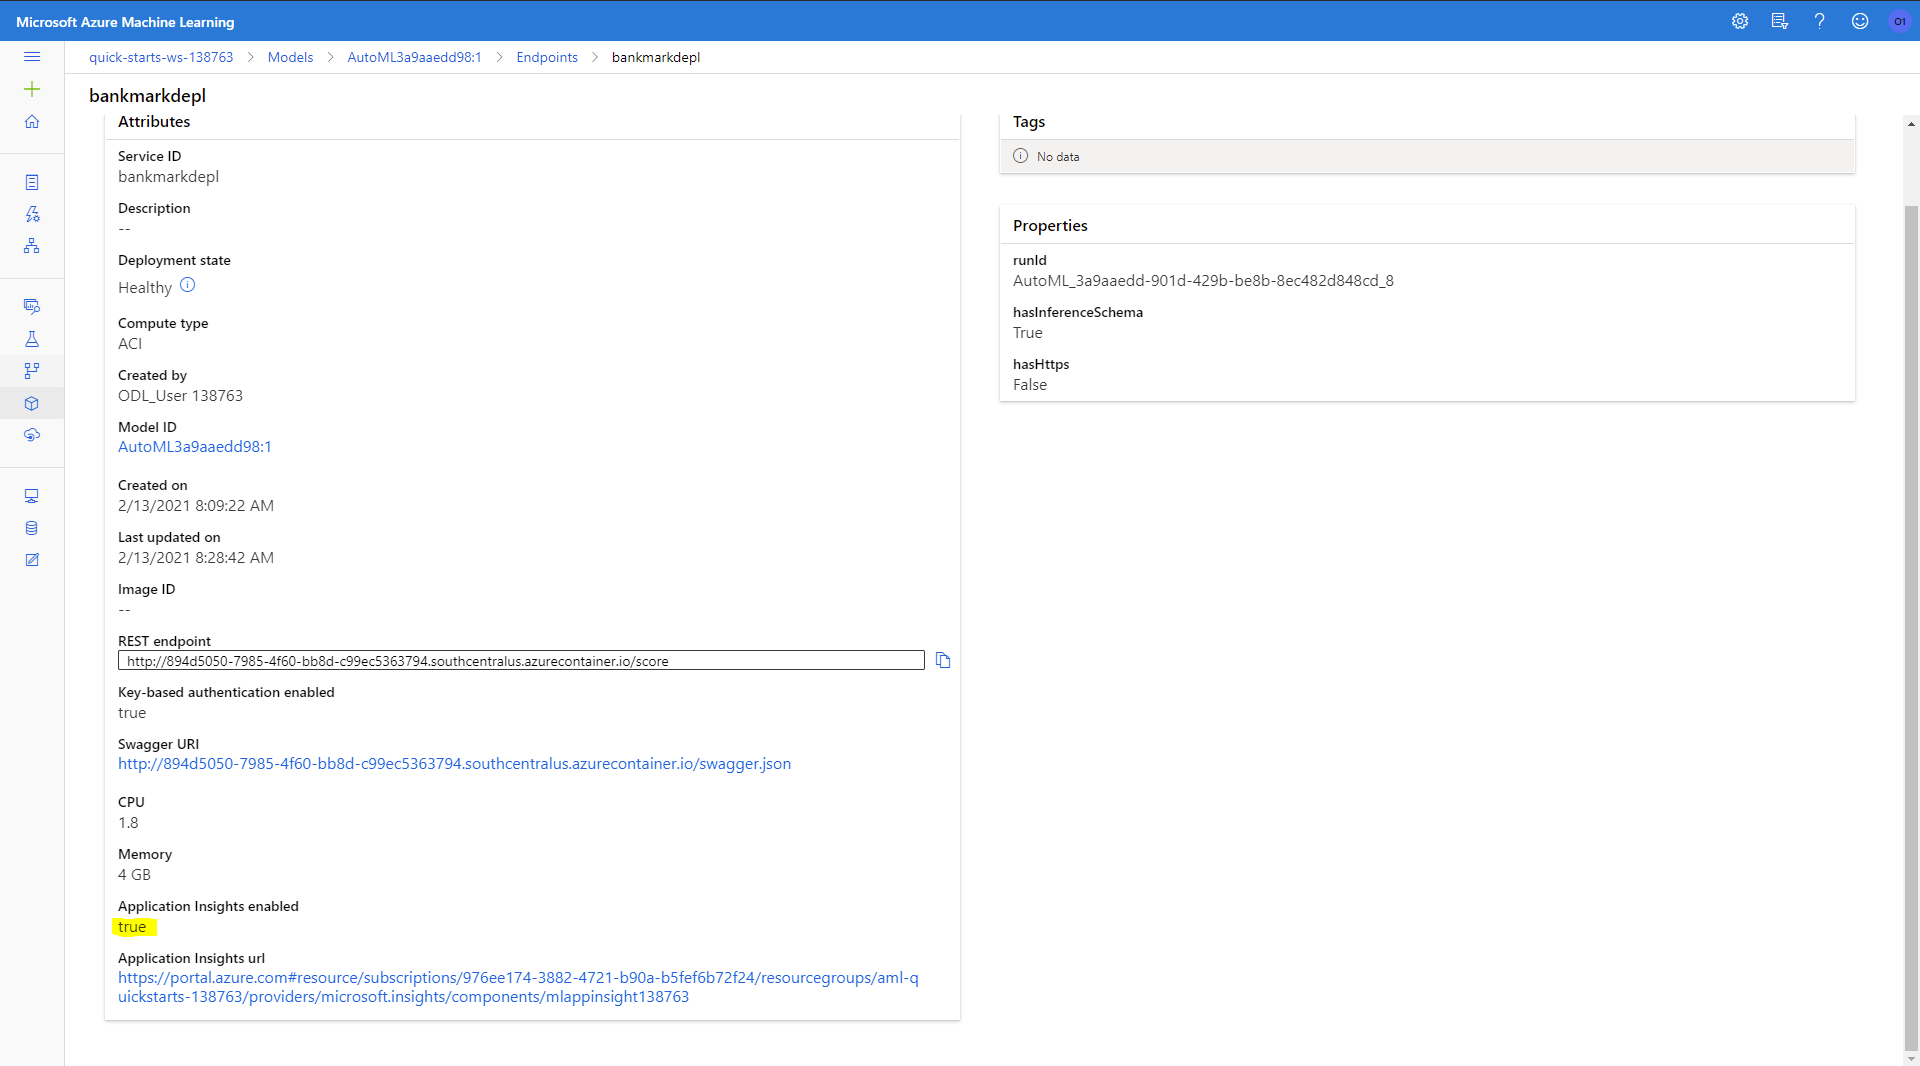 Microsoft Azure Machine Learning
O1
quick-starts-ws-138763 > Models > AutoML3a9aaedd98:1 > Endpoints > bankmarkdepl
bankmarkdepl
Attributes
Service ID
bankmarkdepl
Description
--
Deployment state
Healthy
Compute type
ACI
Created by
ODL_User 138763
Model ID
AutoML3a9aaedd98:1
Created on
2/13/2021 8:09:22 AM
Last updated on
2/13/2021 8:28:42 AM
Image ID
--
REST endpoint
http://894d5050-7985-4f60-bb8d-c99ec5363794.southcentralus.azurecontainer.io/score
Key-based authentication enabled
true
Swagger URI
http://894d5050-7985-4f60-bb8d-c99ec5363794.southcentralus.azurecontainer.io/swagger.json
CPU
1.8
Memory
4 GB
Application Insights enabled
true
Application Insights url
https://portal.azure.com#resource/subscriptions/976ee174-3882-4721-b90a-b5fef6b72f24/resourcegroups/aml-q
uickstarts-138763/providers/microsoft.insights/components/mlappinsight138763
Tags
No data
Properties
runId
AutoML_3a9aaedd-901d-429b-be8b-8ec482d848cd_8
hasInferenceSchema
True
hasHttps
False